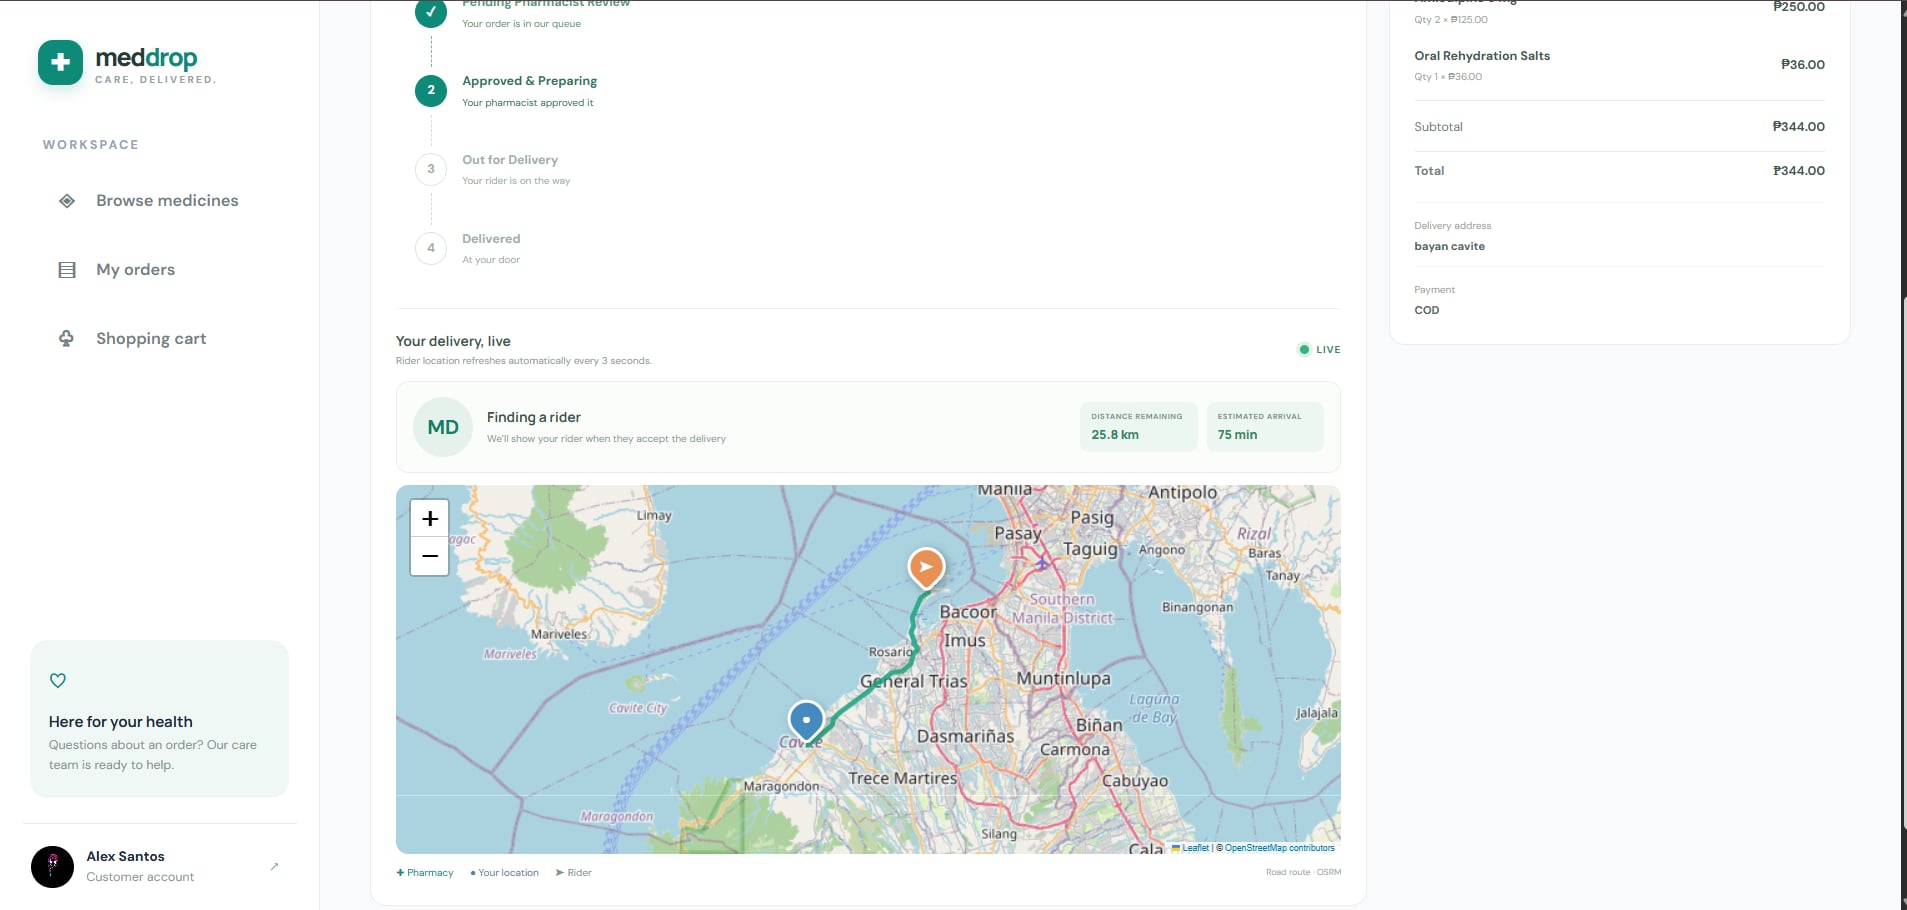 meddrop
CARE, DELIVERED.
WORKSPACE
Browse medicines
My orders
Shopping cart
Here for your health
Questions about an order? Our care
team is ready to help.
Alex Santos
Customer account
Pending Pharmacist Review
Your order is in our queue
2
Approved & Preparing
Your pharmacist approved it
3
Out for Delivery
Your rider is on the way
4
Delivered
At your door
Your delivery, live
Rider location refreshes automatically every 3 seconds.
LIVE
MD
Finding a rider
We'll show your rider when they accept the delivery
DISTANCE REMAINING
25.8 km
ESTIMATED ARRIVAL
75 min
+
−
Manila
Antipolo
Limay
Pasig
Pasay
Rizal
Taguig
Angono
Baras
Tanay
Southern
Manila District
Binangonan
Bacoor
Mariveles
Imus
Mariveles
Rosario
General Trias
Muntinlupa
Cavite City
Laguna
de Bay
Jalajala
Biñan
Cavite
Dasmariñas
Carmona
Trece Martires
Cabuyao
Maragondon
Maragondon
Silang
Leaflet | © OpenStreetMap contributors
Pharmacy
Your location
Rider
Road route · OSRM
₱250.00
Qty 2 × ₱125.00
Oral Rehydration Salts
Qty 1 × ₱36.00
₱36.00
Subtotal
₱344.00
Total
₱344.00
Delivery address
bayan cavite
Payment
COD